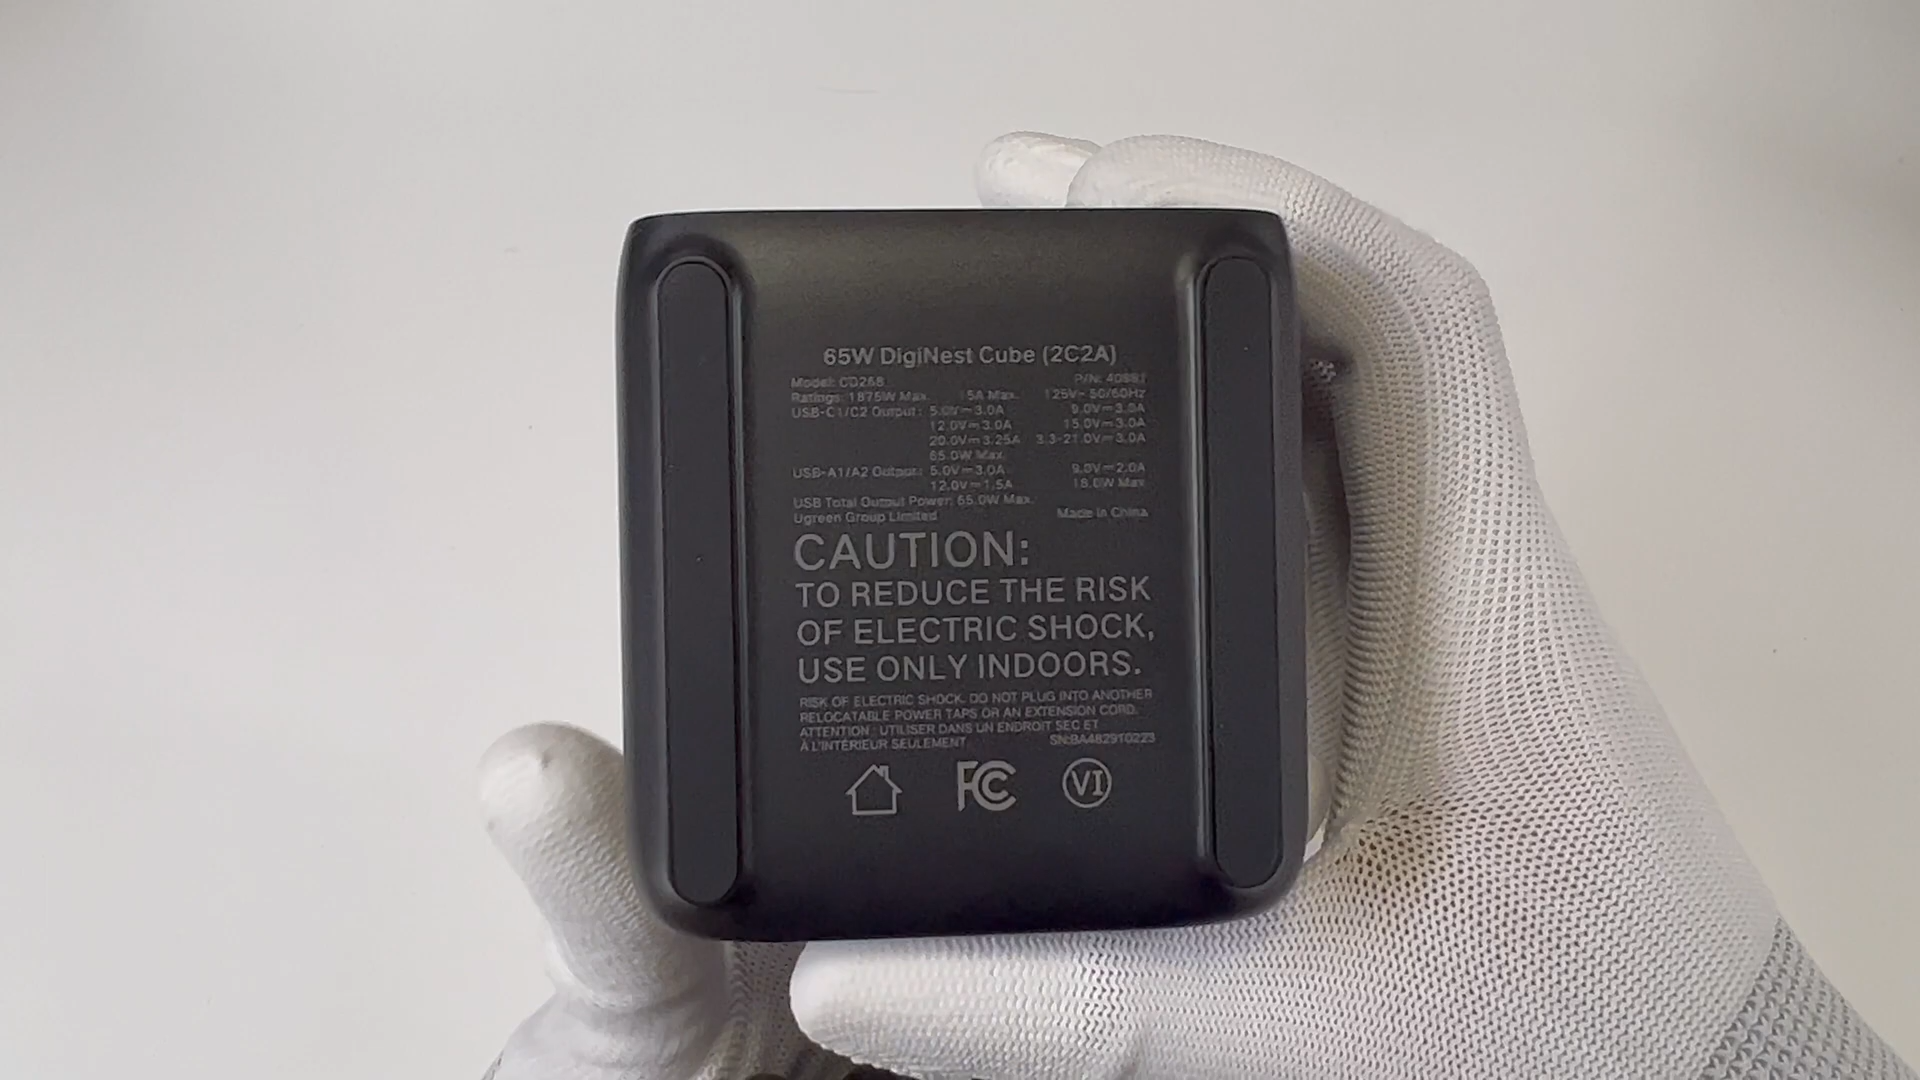 65W DigiNest Cube (2C2A)
Model: CD268 P/N:
Ratings: 1875W Max. 15A Max. 125V~ 50/60Hz
USB-C1/C2 Output: 5.0V⎓3.0A 9.0V⎓3.0A
12.0V⎓3.0A 15.0V⎓3.0A
20.0V⎓3.25A 3.3-21.0V⎓3.0A
65.0W Max.
USB-A1/A2 Output: 5.0V⎓3.0A 9.0V⎓2.0A
12.0V⎓1.5A 18.0W Max
USB Total Output Power: 65.0W Max.
Ugreen Group Limited Made in China
CAUTION:
TO REDUCE THE RISK
OF ELECTRIC SHOCK,
USE ONLY INDOORS.
RISK OF ELECTRIC SHOCK. DO NOT PLUG INTO ANOTHER
RELOCATABLE POWER TAPS OR AN EXTENSION CORD.
ATTENTION : UTILISER DANS UN ENDROIT SEC ET
À L'INTÉRIEUR SEULEMENT SN:BA4829T0223
FC VI